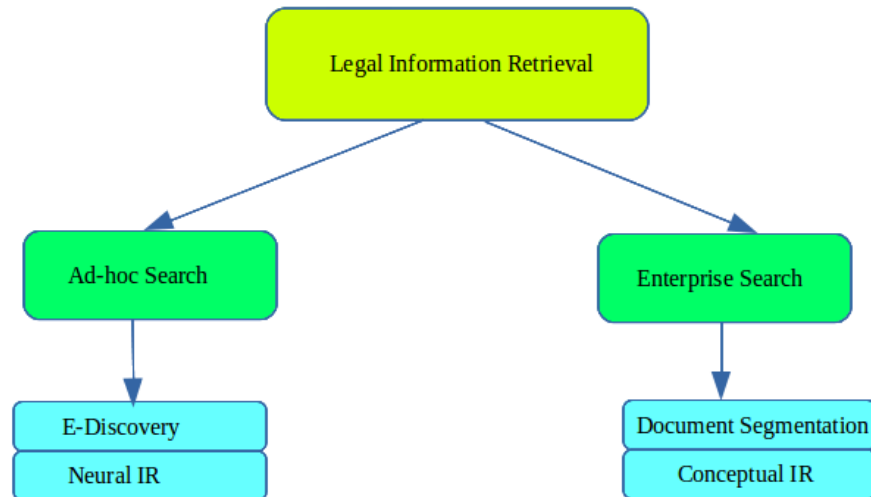 Legal Information Retrieval
Ad-hoc Search
Enterprise Search
E-Discovery
Neural IR
Document Segmentation
Conceptual IR